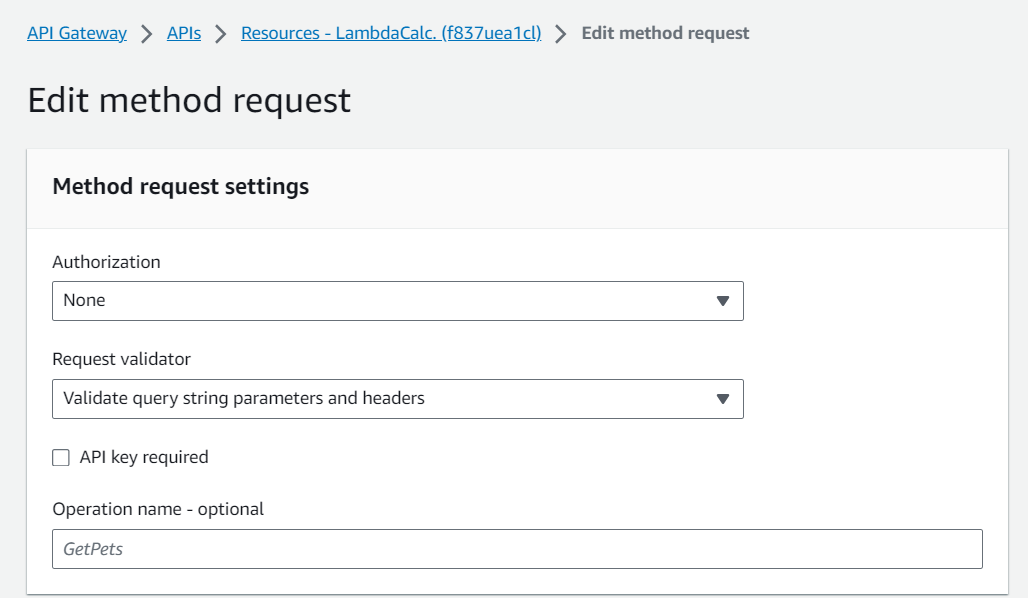 API Gateway > APIs > Resources - LambdaCalc. (f837uea1cl) > Edit method request
Edit method request
Method request settings
Authorization
None
Request validator
Validate query string parameters and headers
API key required
Operation name - optional
GetPets